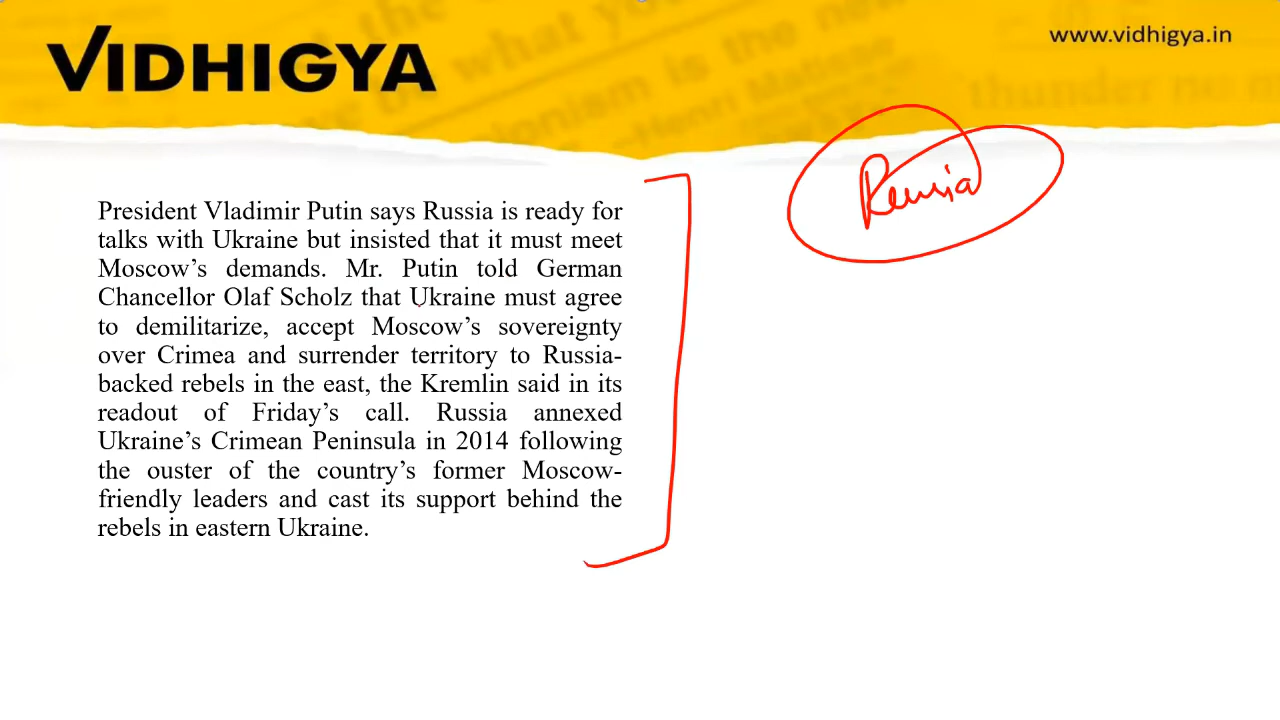 VIDHIGYA
www.vidhigya.in
President Vladimir Putin says Russia is ready for
talks with Ukraine but insisted that it must meet
Moscow’s demands. Mr. Putin told German
Chancellor Olaf Scholz that Ukraine must agree
to demilitarize, accept Moscow’s sovereignty
over Crimea and surrender territory to Russia-
backed rebels in the east, the Kremlin said in its
readout of Friday’s call. Russia annexed
Ukraine’s Crimean Peninsula in 2014 following
the ouster of the country’s former Moscow-
friendly leaders and cast its support behind the
rebels in eastern Ukraine.
Russia